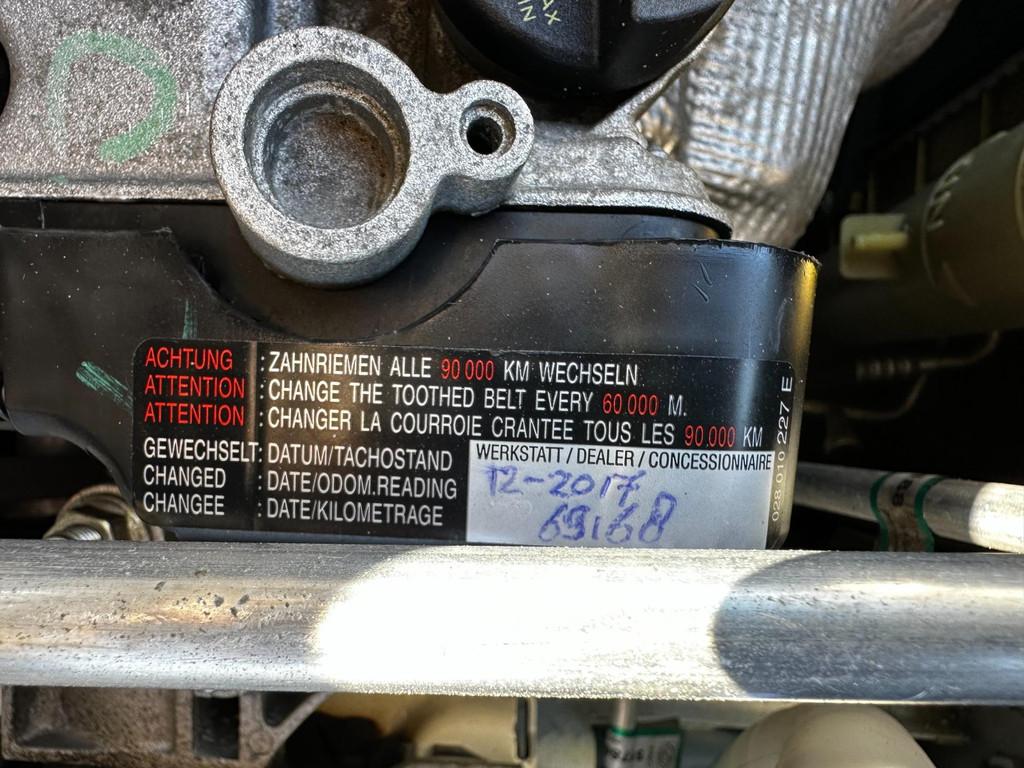 ACHTUNG : ZAHNRIEMEN ALLE 90 000 KM WECHSELN
ATTENTION : CHANGE THE TOOTHED BELT EVERY 60.000 M.
ATTENTION : CHANGER LA COURROIE CRANTEE TOUS LES 90.000 KM
GEWECHSELT: DATUM/TACHOSTAND
CHANGED : DATE/ODOM.READING
CHANGEE : DATE/KILOMETRAGE
WERKSTATT / DEALER / CONCESSIONNAIRE
12-2017
69168
028 010 227 E